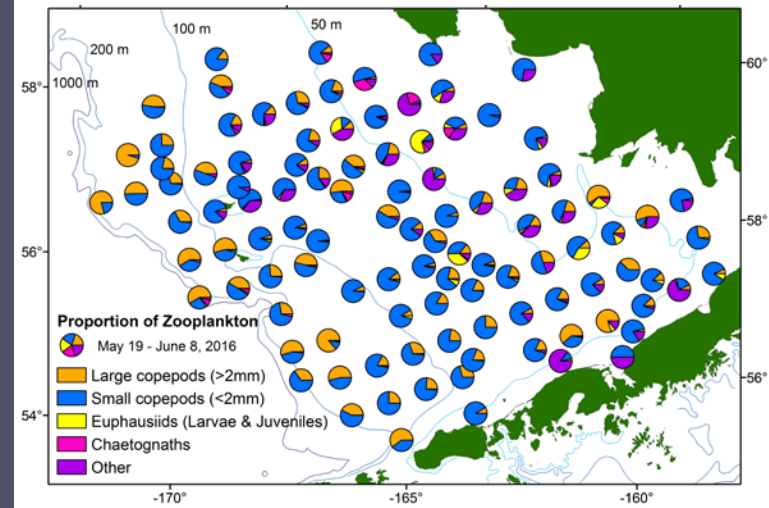 50 m
100 m
200 m
1000 m
60°
58°
58°
56°
56°
54°
Proportion of Zooplankton
May 19 - June 8, 2016
Large copepods (>2mm)
Small copepods (<2mm)
Euphausiids (Larvae & Juveniles)
Chaetognaths
Other
-170°
-165°
-160°